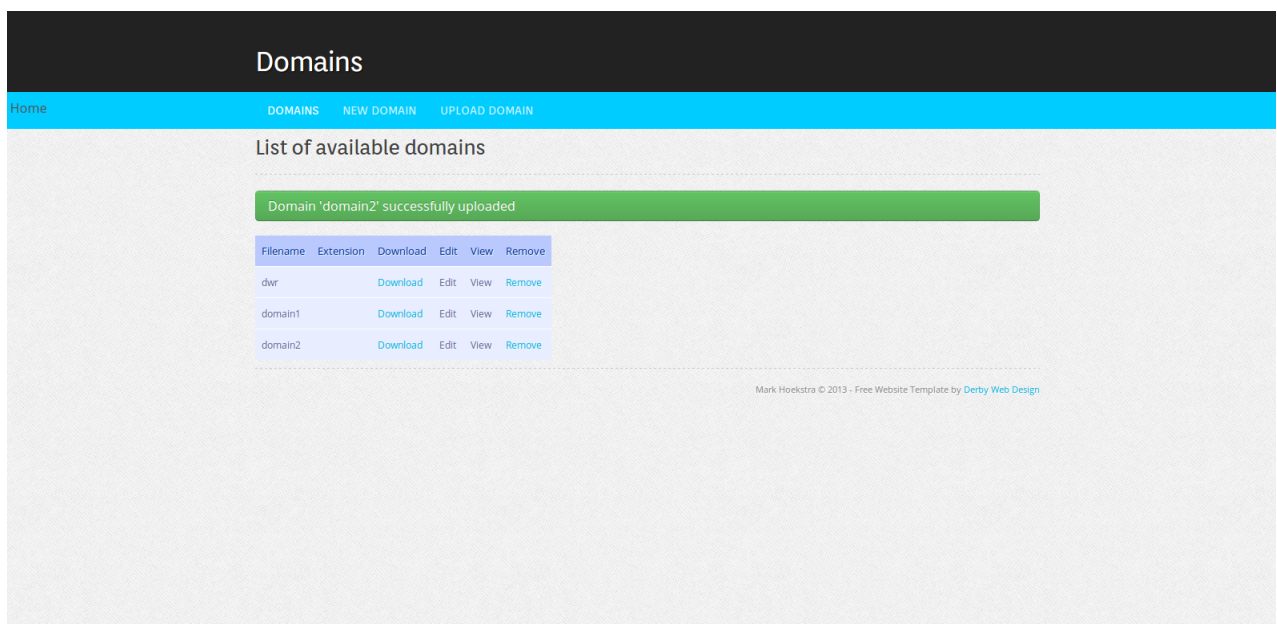 Domains
Home DOMAINS NEW DOMAIN UPLOAD DOMAIN
List of available domains
Domain 'domain2' successfully uploaded
Filename Extension Download Edit View Remove
dwr Download Edit View Remove
domain1 Download Edit View Remove
domain2 Download Edit View Remove
Mark Hoekstra © 2013 - Free Website Template by Derby Web Design